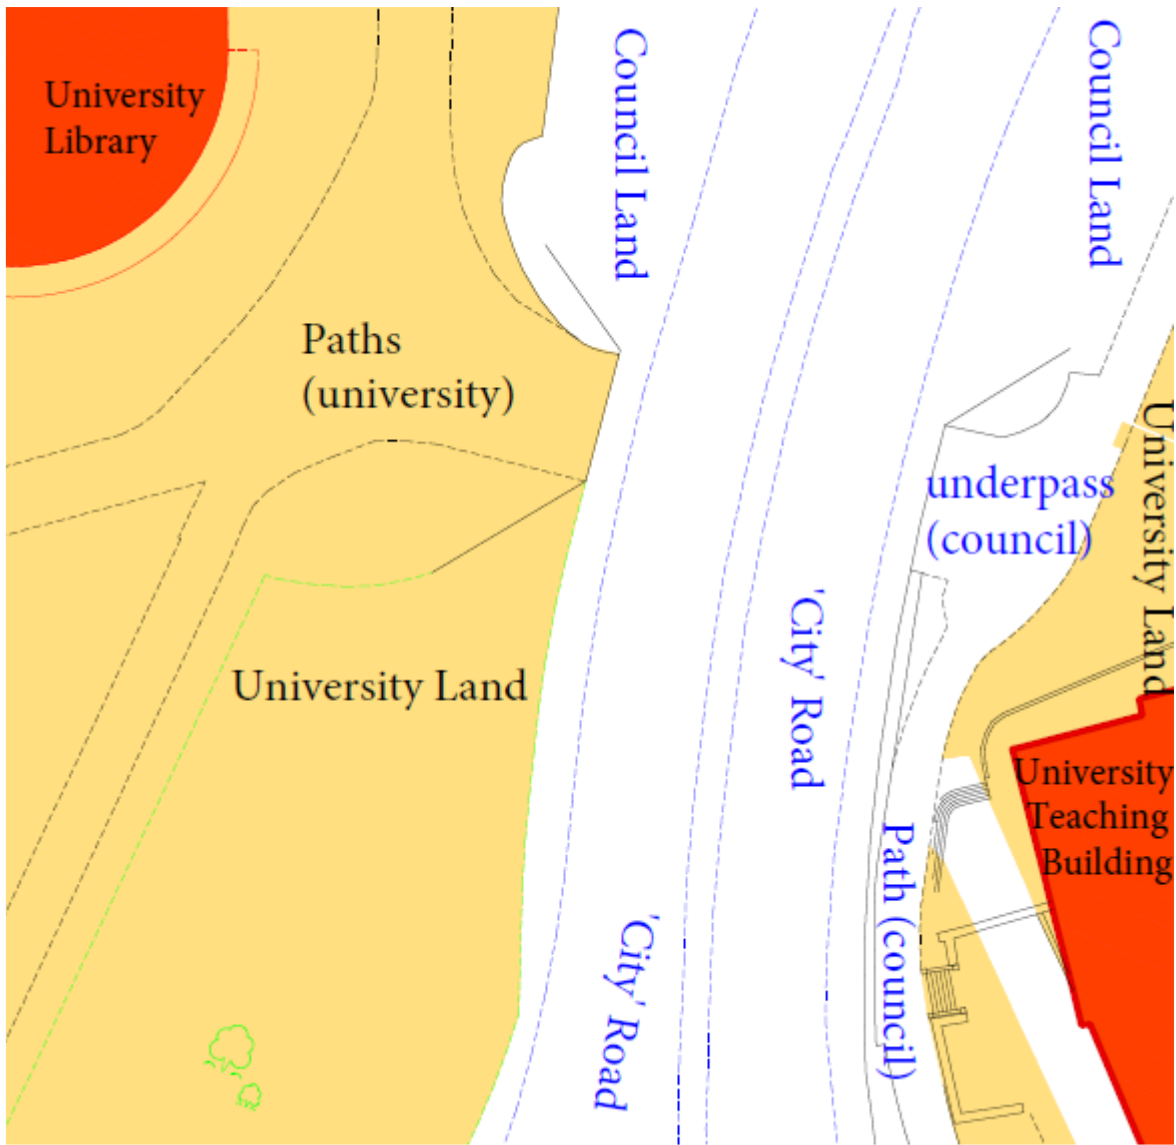 University
Library
Council Land
Council Land
Paths
(university)
University Land
underpass
(council)
'City' Road
University Land
University
Teaching
Building
Path (council)
'City' Road